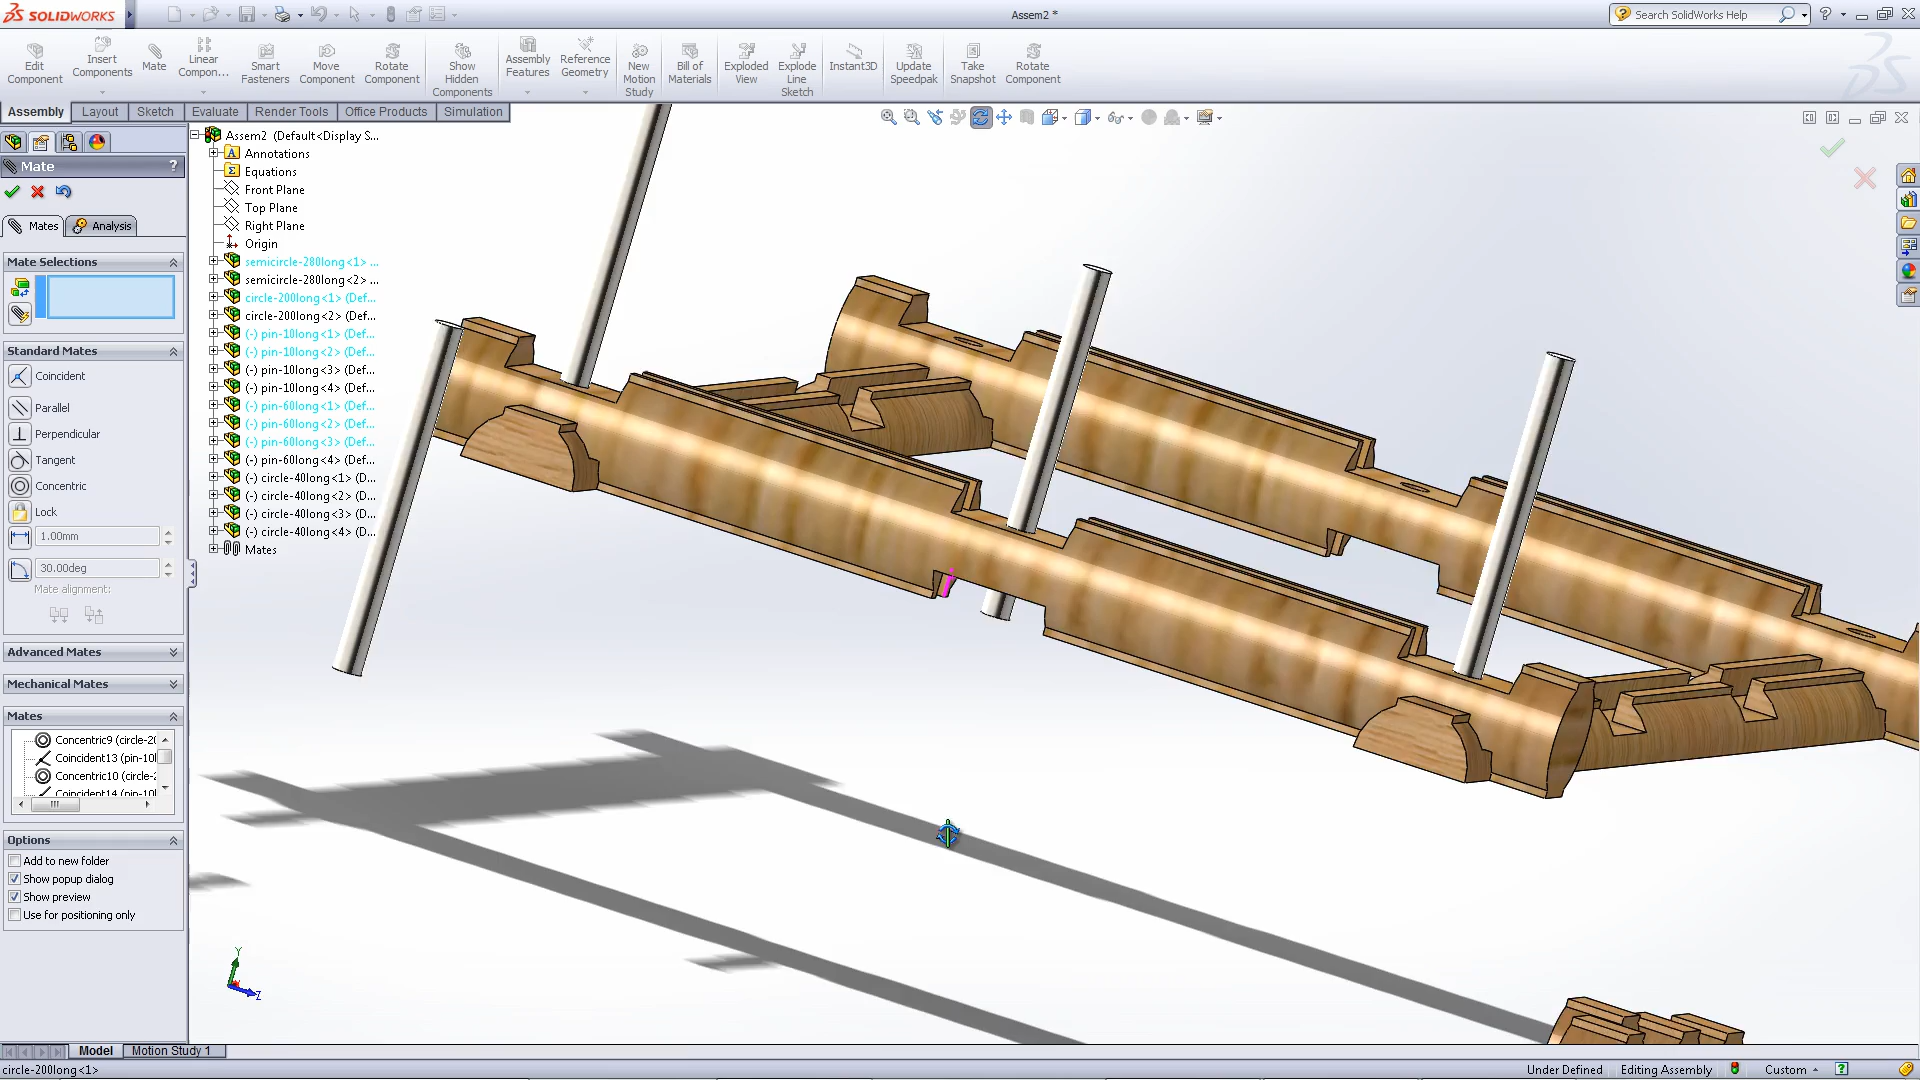 SOLIDWORKS
Assem2 *
Search SolidWorks Help
Edit Component
Insert Components
Mate
Linear Compon...
Smart Fasteners
Move Component
Rotate Component
Show Hidden Components
Assembly Features
Reference Geometry
New Motion Study
Bill of Materials
Exploded View
Explode Line Sketch
Instant3D
Update Speedpak
Take Snapshot
Rotate Component
Assembly
Layout
Sketch
Evaluate
Render Tools
Office Products
Simulation
Mate
?
Mates
Analysis
Mate Selections
Standard Mates
Coincident
Parallel
Perpendicular
Tangent
Concentric
Lock
1.00mm
30.00deg
Mate alignment:
Advanced Mates
Mechanical Mates
Mates
Concentric9 (circle-20
Coincident13 (pin-10l
Concentric10 (circle-2
Coincident14 (pin-10l
Options
Add to new folder
Show popup dialog
Show preview
Use for positioning only
Assem2 (Default<Display S...
Annotations
Equations
Front Plane
Top Plane
Right Plane
Origin
semicircle-280long<1> ...
semicircle-280long<2> ...
circle-200long<1> (Def...
circle-200long<2> (Def...
(-) pin-10long<1> (Def...
(-) pin-10long<2> (Def...
(-) pin-10long<3> (Def...
(-) pin-10long<4> (Def...
(-) pin-60long<1> (Def...
(-) pin-60long<2> (Def...
(-) pin-60long<3> (Def...
(-) pin-60long<4> (Def...
(-) circle-40long<1> (D...
(-) circle-40long<2> (D...
(-) circle-40long<3> (D...
(-) circle-40long<4> (D...
Mates
Y
Z
Model
Motion Study 1
circle-200long<1>
Under Defined
Editing Assembly
Custom